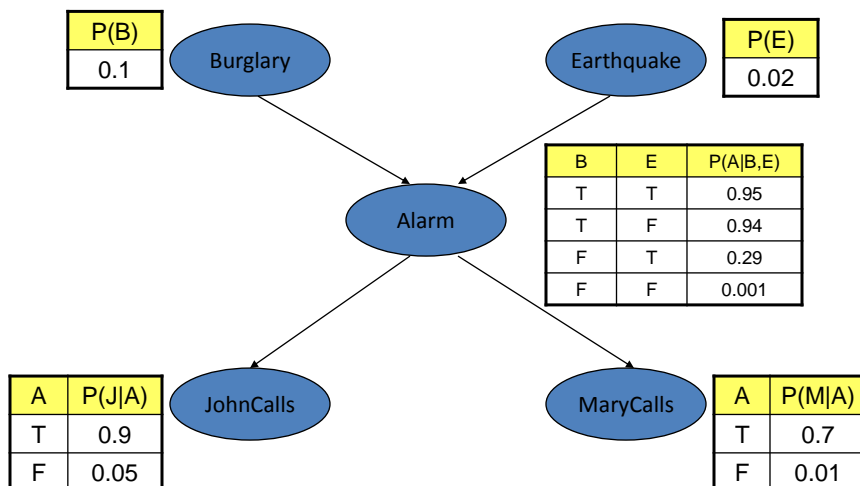 P(B)
0.1
Burglary
Earthquake
P(E)
0.02
B E P(A|B,E)
T T 0.95
T F 0.94
F T 0.29
F F 0.001
Alarm
A P(J|A)
T 0.9
F 0.05
JohnCalls
MaryCalls
A P(M|A)
T 0.7
F 0.01